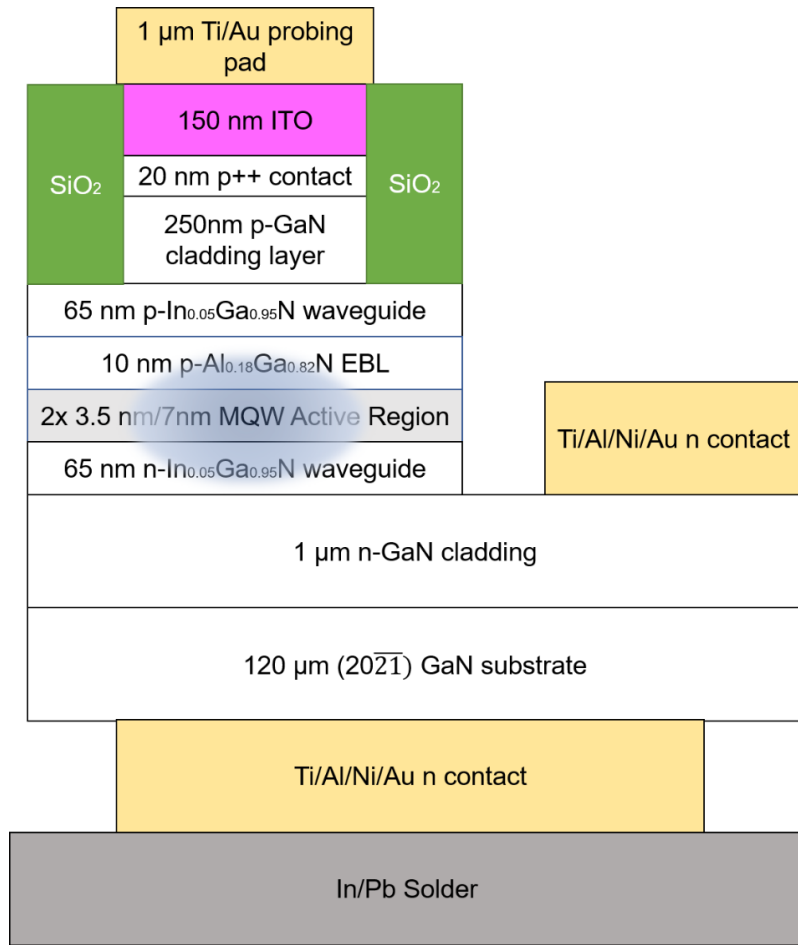 1 μm Ti/Au probing
pad
150 nm ITO
SiO₂
20 nm p++ contact
SiO₂
250nm p-GaN
cladding layer
65 nm p-In₀.₀₅Ga₀.₉₅N waveguide
10 nm p-Al₀.₁₈Ga₀.₈₂N EBL
2x 3.5 nm/7nm MQW Active Region
Ti/Al/Ni/Au n contact
65 nm n-In₀.₀₅Ga₀.₉₅N waveguide
1 μm n-GaN cladding
120 μm (202̅1̅) GaN substrate
Ti/Al/Ni/Au n contact
In/Pb Solder